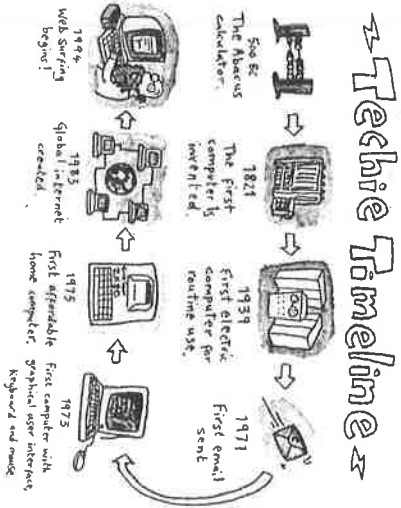 Techie Timeline
500 BC
The Abacus
calculator.
1821
The first
computer is
invented.
1939
First electric
computer for
routine use.
1971
First email
sent
1973
First computer with
graphical user interface,
keyboard and mouse
1975
First affordable
home computer.
1983
Global internet
created.
1994
Web surfing
begins!